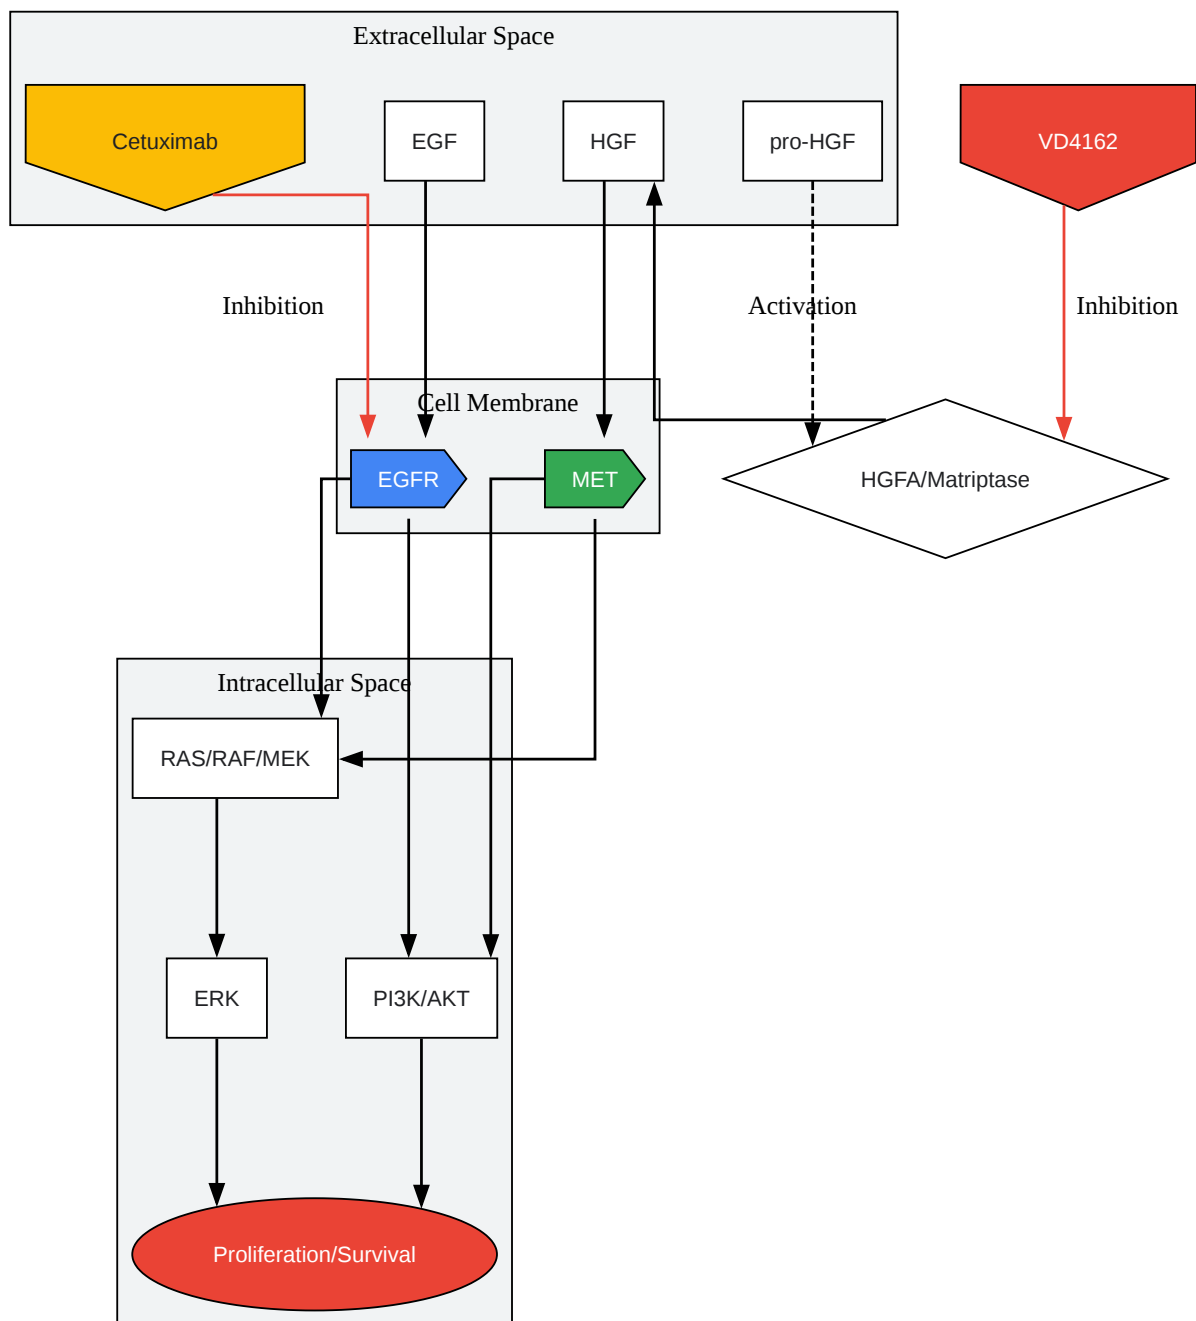 Extracellular Space
Cetuximab
EGF
HGF
pro-HGF
VD4162
Inhibition
Activation
Inhibition
Cell Membrane
EGFR
MET
HGFA/Matriptase
Intracellular Space
RAS/RAF/MEK
ERK
PI3K/AKT
Proliferation/Survival